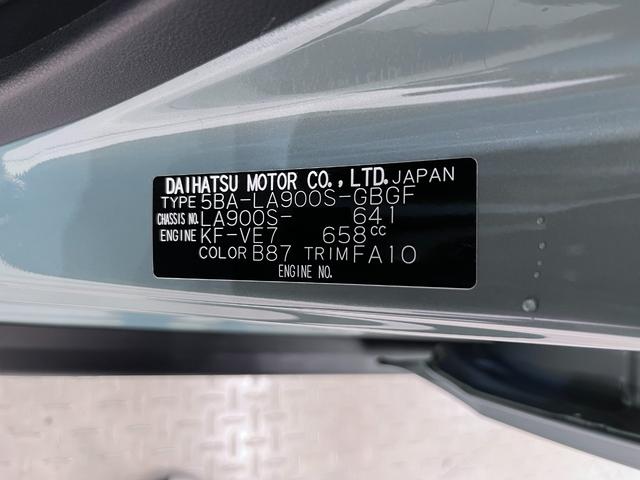 DAIHATSU MOTOR CO., LTD. JAPAN
TYPE 5BA-LA900S-GBGF
CHASSIS NO. LA900S- 641
ENGINE KF-VE7 658cc
COLOR B87 TRIM FA10
ENGINE NO.